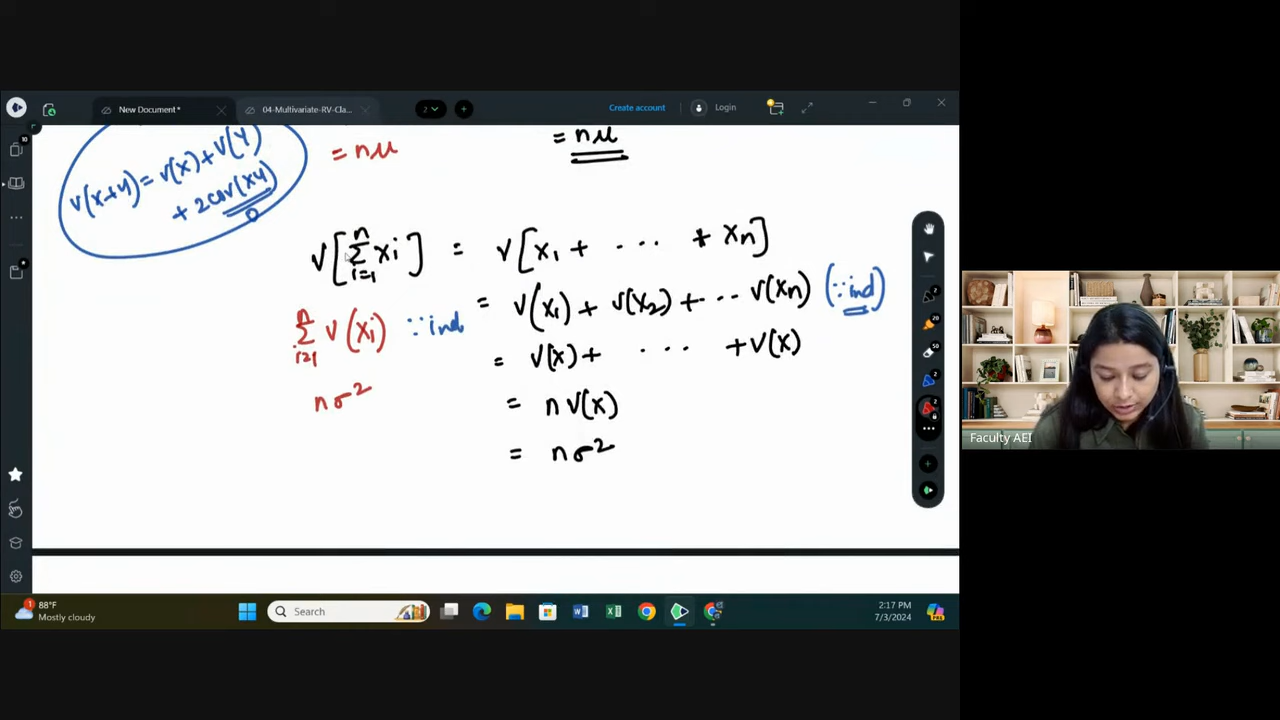 New Document*
04-Multivariate-RV-Cla...
2
Create account
Login
V(X+Y) = V(X) + V(Y)
+ 2cov(XY)
0
= nμ
= nμ
V[∑ i=1 n Xi] = V[X1 + ... + Xn]
= V(X1) + V(X2) + ... V(Xn) (∵ ind)
∑ i=1 n V(Xi) ∵ ind
= V(X) + ... + V(X)
nσ²
= n V(X)
= nσ²
Faculty AEI
88°F
Mostly cloudy
Search
2:17 PM
7/3/2024